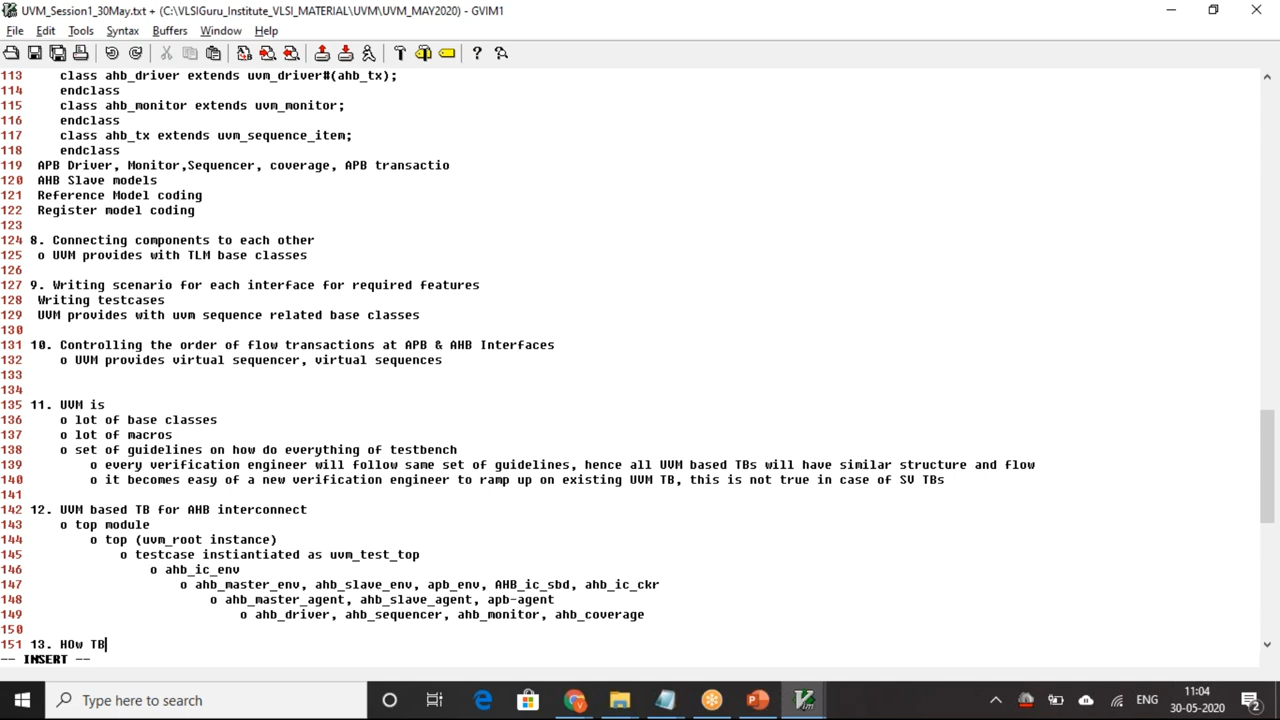 UVM_Session1_30May.txt + (C:\VLSIGuru_Institute_VLSI_MATERIAL\UVM\UVM_MAY2020) - GVIM1
File Edit Tools Syntax Buffers Window Help
113 class ahb_driver extends uvm_driver#(ahb_tx);
114 endclass
115 class ahb_monitor extends uvm_monitor;
116 endclass
117 class ahb_tx extends uvm_sequence_item;
118 endclass
119 APB Driver, Monitor,Sequencer, coverage, APB transactio
120 AHB Slave models
121 Reference Model coding
122 Register model coding
123
124 8. Connecting components to each other
125 o UVM provides with TLM base classes
126
127 9. Writing scenario for each interface for required features
128 Writing testcases
129 UVM provides with uvm sequence related base classes
130
131 10. Controlling the order of flow transactions at APB & AHB Interfaces
132 o UVM provides virtual sequencer, virtual sequences
133
134
135 11. UVM is
136 o lot of base classes
137 o lot of macros
138 o set of guidelines on how do everything of testbench
139 o every verification engineer will follow same set of guidelines, hence all UVM based TBs will have similar structure and flow
140 o it becomes easy of a new verification engineer to ramp up on existing UVM TB, this is not true in case of SV TBs
141
142 12. UVM based TB for AHB interconnect
143 o top module
144 o top (uvm_root instance)
145 o testcase instiantiated as uvm_test_top
146 o ahb_ic_env
147 o ahb_master_env, ahb_slave_env, apb_env, AHB_ic_sbd, ahb_ic_ckr
148 o ahb_master_agent, ahb_slave_agent, apb-agent
149 o ahb_driver, ahb_sequencer, ahb_monitor, ahb_coverage
150
151 13. HOw TB
-- INSERT --
Type here to search
ENG
11:04
30-05-2020
2